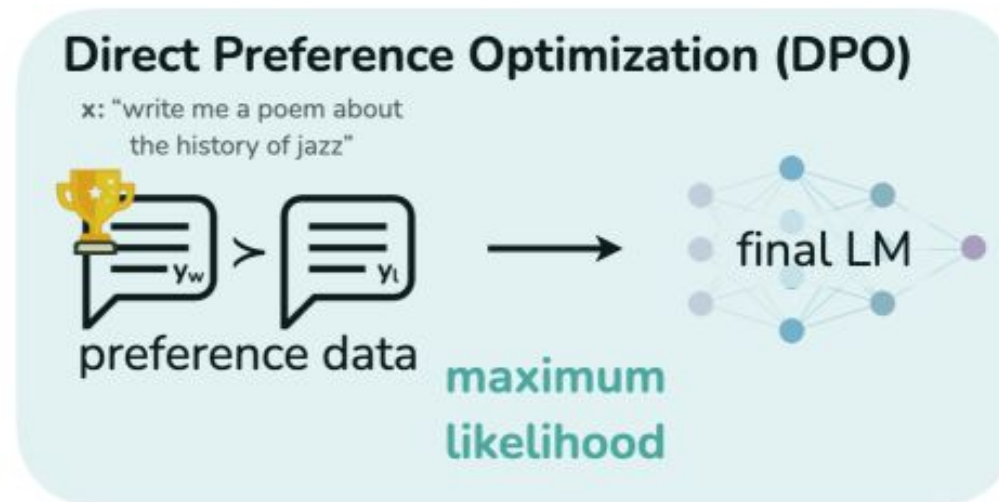 Direct Preference Optimization (DPO)
x: “write me a poem about
the history of jazz”
yw ≻ yl
final LM
preference data
maximum
likelihood